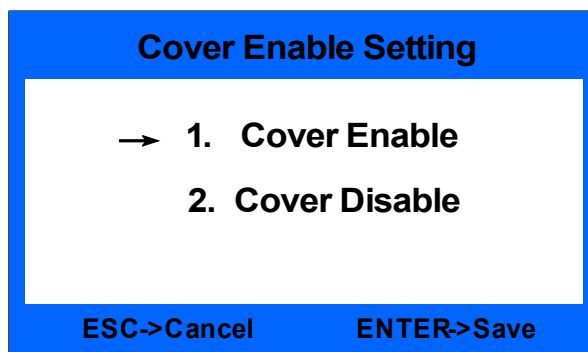 Cover Enable Setting
→ 1. Cover Enable
2. Cover Disable
ESC->Cancel ENTER->Save